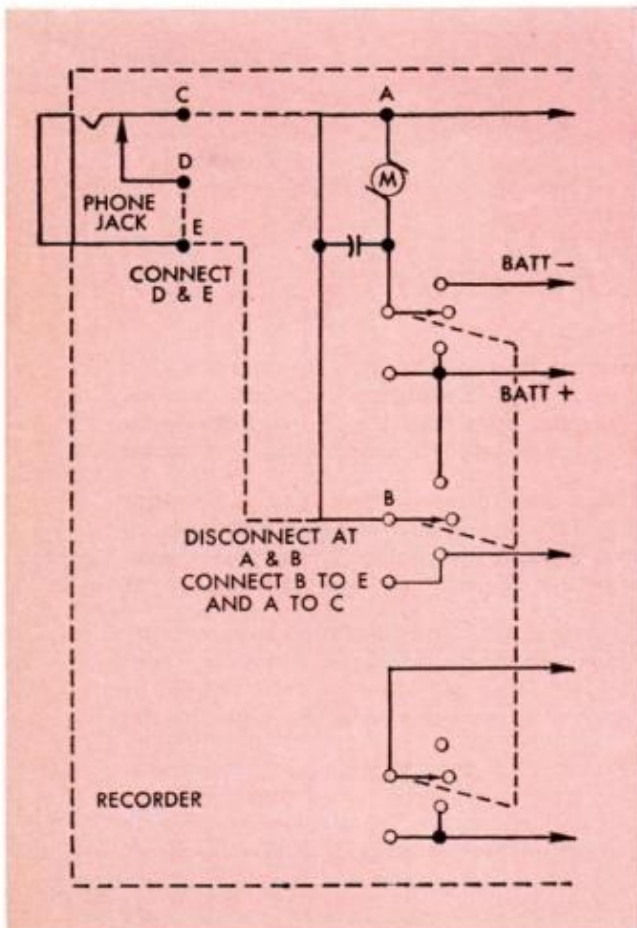 C
A
D
M
PHONE
JACK
E
CONNECT
D & E
BATT −
BATT +
B
DISCONNECT AT
A & B
CONNECT B TO E
AND A TO C
RECORDER